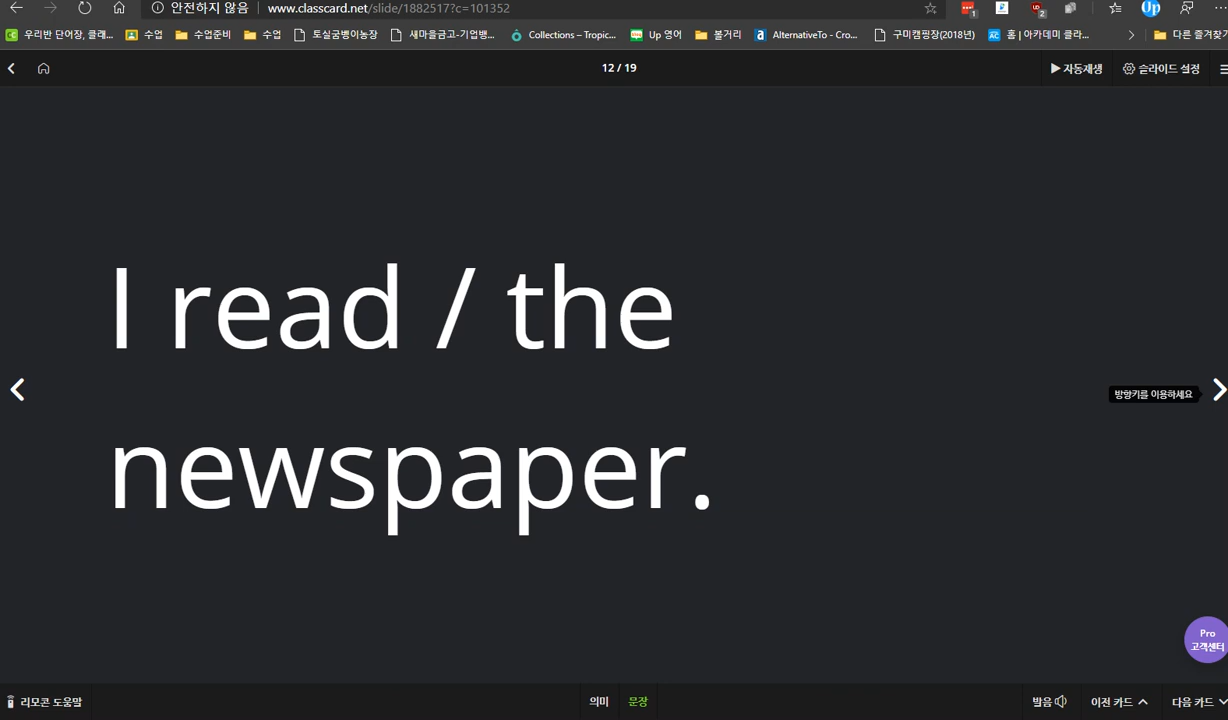 안전하지 않음 | www.classcard.net/slide/1882517?c=101352
우리반 단어장, 클래... 수업 수업준비 수업 토실굼벵이농장 새마을금고-기업뱅... Collections – Tropic... Up 영어 볼거리 AlternativeTo - Cro... 구미캠핑장(2018년) 홈 | 아카데미 클라... 다른 즐겨찾기
12 / 19 자동재생 슬라이드 설정
I read / the
newspaper.
방향키를 이용하세요
Pro
고객센터
리모콘 도움말 의미 문장 발음 이전 카드 다음 카드